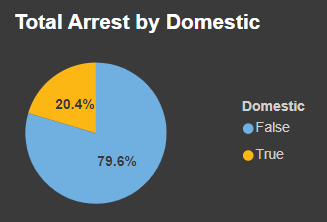 Total Arrest by Domestic
20.4%
79.6%
Domestic
False
True